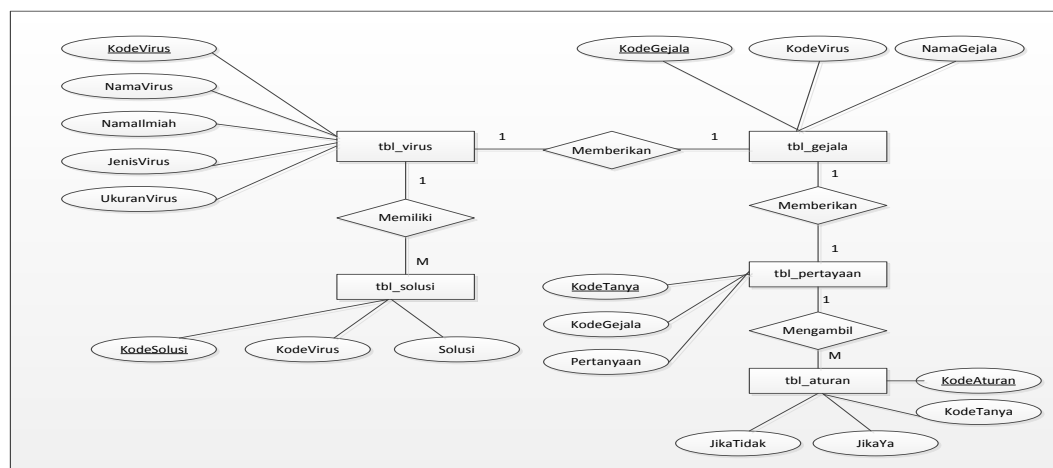 KodeVirus
NamaVirus
NamaIlmiah
JenisVirus
UkuranVirus
tbl_virus
1
Memberikan
1
KodeGejala
KodeVirus
NamaGejala
tbl_gejala
1
Memiliki
M
tbl_solusi
KodeSolusi
KodeVirus
Solusi
1
Memberikan
1
tbl_pertayaan
KodeTanya
KodeGejala
Pertanyaan
1
Mengambil
M
tbl_aturan
KodeAturan
KodeTanya
JikaTidak
JikaYa